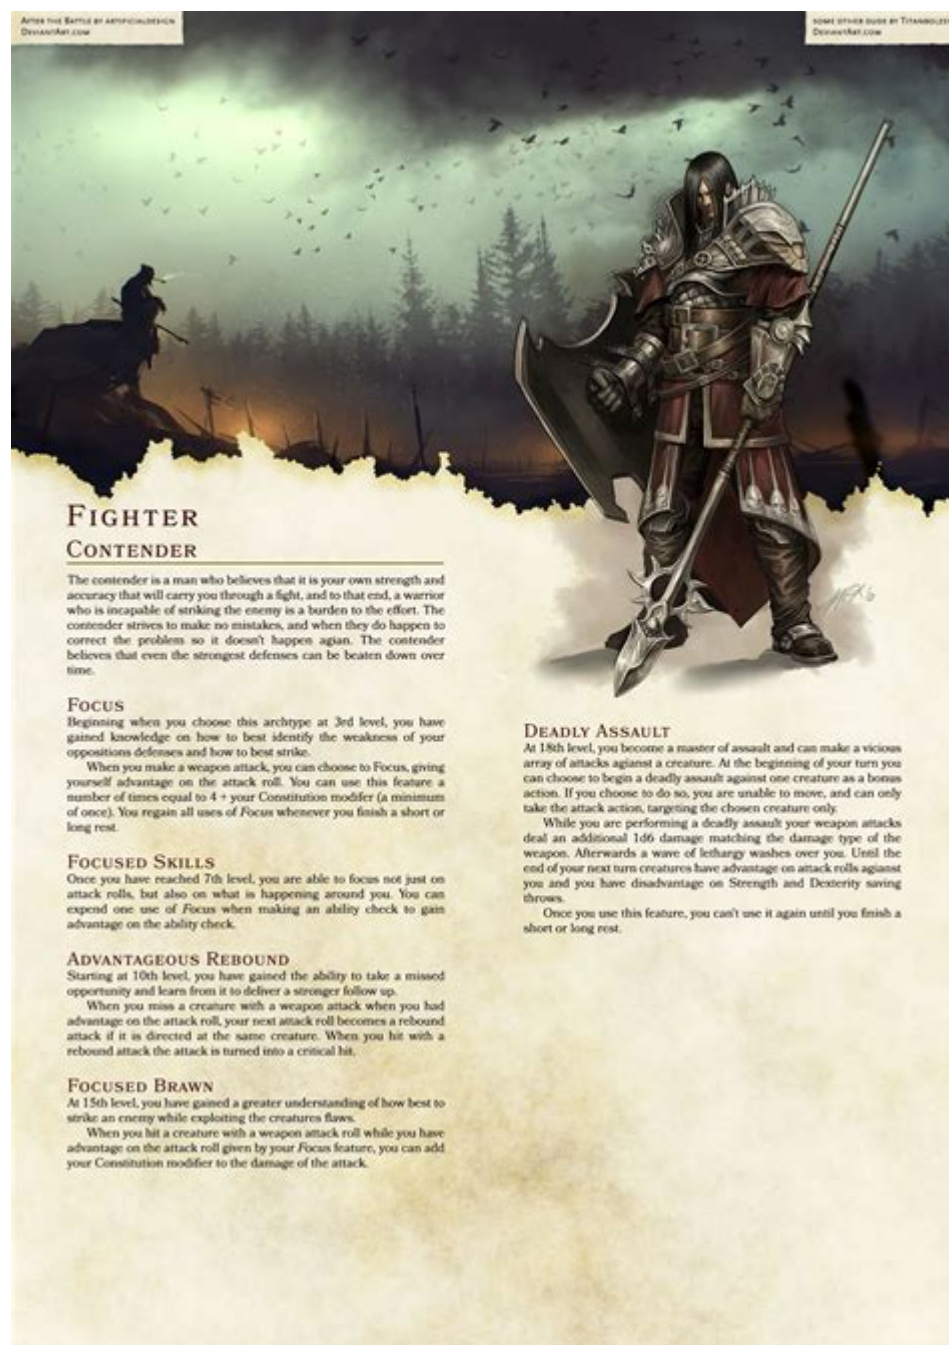 AFTER THE BATTLE BY ARTIFICIALDESIGN
DEVIANTART.COM
SOME OTHER DUDE BY
DEVIANTART.COM
FIGHTER
CONTENDER
The contender is a man who believes that it is your own strength and
accuracy that will carry you through a fight, and to that end, a warrior
who is incapable of striking the enemy is a burden to the effort. The
contender strives to make no mistakes, and when they do happen to
correct the problem so it doesn't happen agian. The contender
believes that even the strongest defenses can be beaten down over
time.
FOCUS
Beginning when you choose this archtype at 3rd level, you have
gained knowledge on how to best identify the weakness of your
oppositions defenses and how to best strike.
When you make a weapon attack, you can choose to Focus, giving
yourself advantage on the attack roll. You can use this feature a
number of times equal to 4 + your Constitution modifer (a minimum
of once). You regain all uses of Focus whenever you finish a short or
long rest.
FOCUSED SKILLS
Once you have reached 7th level, you are able to focus not just on
attack rolls, but also on what is happening around you. You can
expend one use of Focus when making an ability check to gain
advantage on the ability check.
ADVANTAGEOUS REBOUND
Starting at 10th level, you have gained the ability to take a missed
opportunity and learn from it to deliver a stronger follow up.
When you miss a creature with a weapon attack when you had
advantage on the attack roll, your next attack roll becomes a rebound
attack if it is directed at the same creature. When you hit with a
rebound attack the attack is turned into a critical hit.
FOCUSED BRAWN
At 15th level, you have gained a greater understanding of how best to
strike an enemy while exploiting the creatures flaws.
When you hit a creature with a weapon attack roll while you have
advantage on the attack roll given by your Focus feature, you can add
your Constitution modifier to the damage of the attack.
DEADLY ASSAULT
At 18th level, you become a master of assault and can make a vicious
array of attacks agianst a creature. At the beginning of your turn you
can choose to begin a deadly assault against one creature as a bonus
action. If you choose to do so, you are unable to move, and can only
take the attack action, targeting the chosen creature only.
While you are performing a deadly assault your weapon attacks
deal an additional 1d6 damage matching the damage type of the
weapon. Afterwards a wave of lethargy washes over you. Until the
end of your next turn creatures have advantage on attack rolls agianst
you and you have disadvantage on Strength and Dexterity saving
throws.
Once you use this feature, you can't use it again until you finish a
short or long rest.